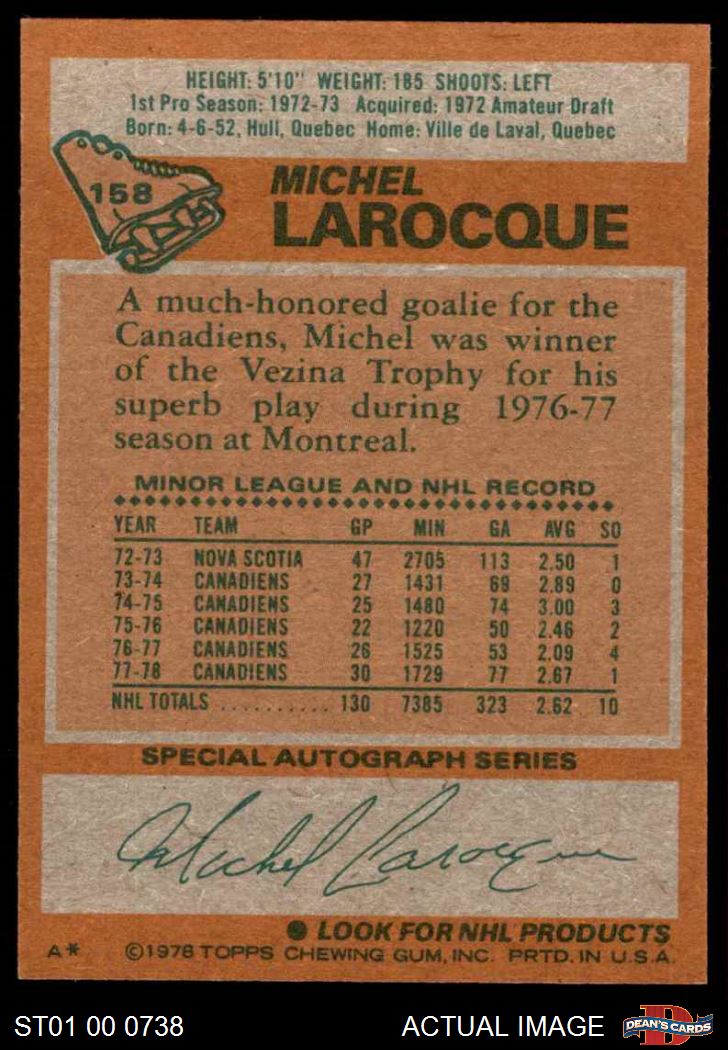 HEIGHT: 5'10" WEIGHT: 185 SHOOTS: LEFT
1st Pro Season: 1972-73 Acquired: 1972 Amateur Draft
Born: 4-6-52, Hull, Quebec Home: Ville de Laval, Quebec
158
MICHEL
LAROCQUE
A much-honored goalie for the
Canadiens, Michel was winner
of the Vezina Trophy for his
superb play during 1976-77
season at Montreal.
MINOR LEAGUE AND NHL RECORD
YEAR TEAM GP MIN GA AVG SO
72-73 NOVA SCOTIA 47 2705 113 2.50 1
73-74 CANADIENS 27 1431 69 2.89 0
74-75 CANADIENS 25 1480 74 3.00 3
75-76 CANADIENS 22 1220 50 2.46 2
76-77 CANADIENS 26 1525 53 2.09 4
77-78 CANADIENS 30 1729 77 2.67 1
NHL TOTALS .......... 130 7385 323 2.62 10
SPECIAL AUTOGRAPH SERIES
Michel Larocque
● LOOK FOR NHL PRODUCTS
A* ©1978 TOPPS CHEWING GUM, INC. PRTD. IN U.S.A.
ST01 00 0738 ACTUAL IMAGE D DEAN'S CARDS